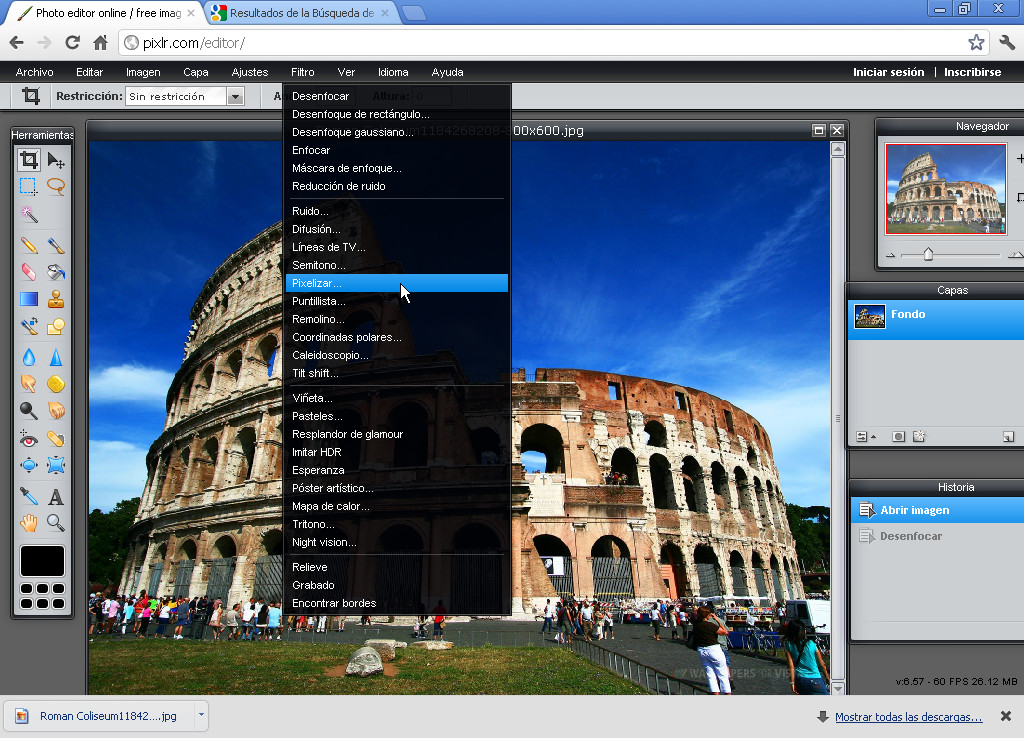 Photo editor online / free imag
Resultados de la Búsqueda de
pixlr.com/editor/
Archivo Editar Imagen Capa Ajustes Filtro Ver Idioma Ayuda
Iniciar sesión | Inscribirse
Restricción: Sin restricción
Altura: 0
Herramientas
1184268208-800x600.jpg
Desenfocar
Desenfoque de rectángulo...
Desenfoque gaussiano...
Enfocar
Máscara de enfoque...
Reducción de ruido
Ruido...
Difusión...
Líneas de TV...
Semitono...
Pixelizar...
Puntillista...
Remolino...
Coordinadas polares...
Caleidoscopio...
Tilt shift...
Viñeta...
Pasteles...
Resplandor de glamour
Imitar HDR
Esperanza
Póster artístico...
Mapa de calor...
Tritono...
Night vision...
Relieve
Grabado
Encontrar bordes
Navegador
Capas
Fondo
Historia
Abrir imagen
Desenfocar
v:6.57 - 60 FPS 26.12 MB
Roman Coliseum11842....jpg
Mostrar todas las descargas...